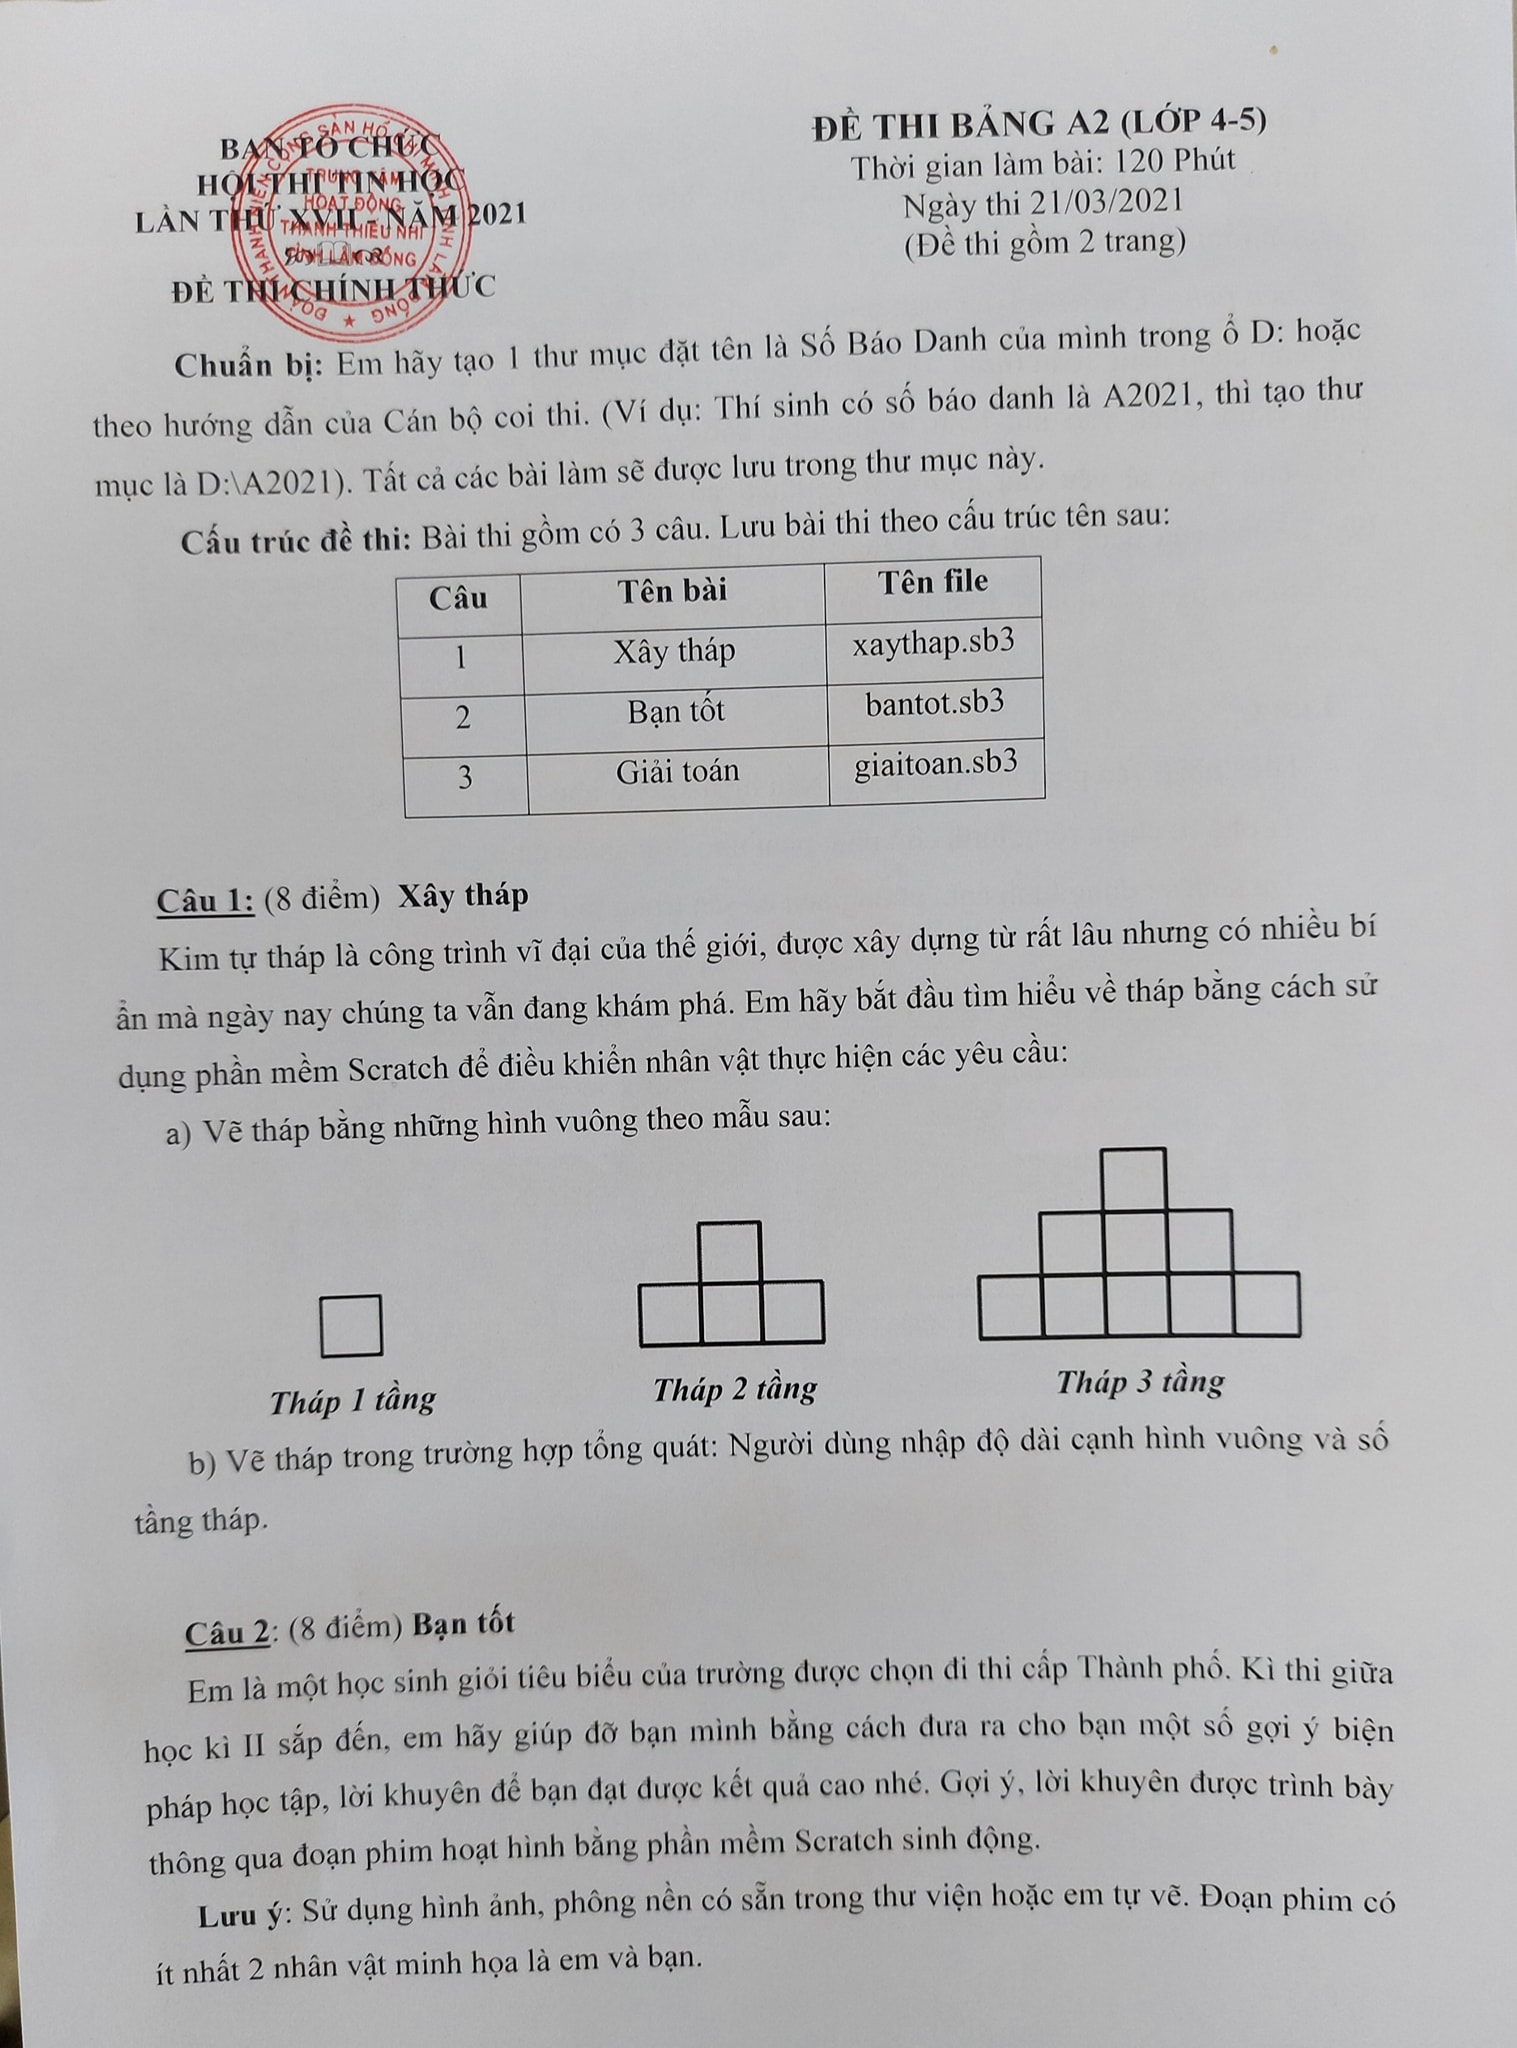 BAN TỔ CHỨC
HỘI THI TIN HỌC
LẦN THỨ XVII - NĂM 2021
ĐỀ THI CHÍNH THỨC
TRUNG TÂM
HOẠT ĐỘNG
THANH THIẾU NHI
TỈNH LÂM ĐỒNG
ĐỀ THI BẢNG A2 (LỚP 4-5)
Thời gian làm bài: 120 Phút
Ngày thi 21/03/2021
(Đề thi gồm 2 trang)
Chuẩn bị: Em hãy tạo 1 thư mục đặt tên là Số Báo Danh của mình trong ổ D: hoặc
theo hướng dẫn của Cán bộ coi thi. (Ví dụ: Thí sinh có số báo danh là A2021, thì tạo thư
mục là D:\A2021). Tất cả các bài làm sẽ được lưu trong thư mục này.
Cấu trúc đề thi: Bài thi gồm có 3 câu. Lưu bài thi theo cấu trúc tên sau:
Câu Tên bài Tên file
1 Xây tháp xaythap.sb3
2 Bạn tốt bantot.sb3
3 Giải toán giaitoan.sb3
Câu 1: (8 điểm) Xây tháp
Kim tự tháp là công trình vĩ đại của thế giới, được xây dựng từ rất lâu nhưng có nhiều bí
ẩn mà ngày nay chúng ta vẫn đang khám phá. Em hãy bắt đầu tìm hiểu về tháp bằng cách sử
dụng phần mềm Scratch để điều khiển nhân vật thực hiện các yêu cầu:
a) Vẽ tháp bằng những hình vuông theo mẫu sau:
Tháp 1 tầng Tháp 2 tầng Tháp 3 tầng
b) Vẽ tháp trong trường hợp tổng quát: Người dùng nhập độ dài cạnh hình vuông và số
tầng tháp.
Câu 2: (8 điểm) Bạn tốt
Em là một học sinh giỏi tiêu biểu của trường được chọn đi thi cấp Thành phố. Kì thi giữa
học kì II sắp đến, em hãy giúp đỡ bạn mình bằng cách đưa ra cho bạn một số gợi ý biện
pháp học tập, lời khuyên để bạn đạt được kết quả cao nhé. Gợi ý, lời khuyên được trình bày
thông qua đoạn phim hoạt hình bằng phần mềm Scratch sinh động.
Lưu ý: Sử dụng hình ảnh, phông nền có sẵn trong thư viện hoặc em tự vẽ. Đoạn phim có
ít nhất 2 nhân vật minh họa là em và bạn.